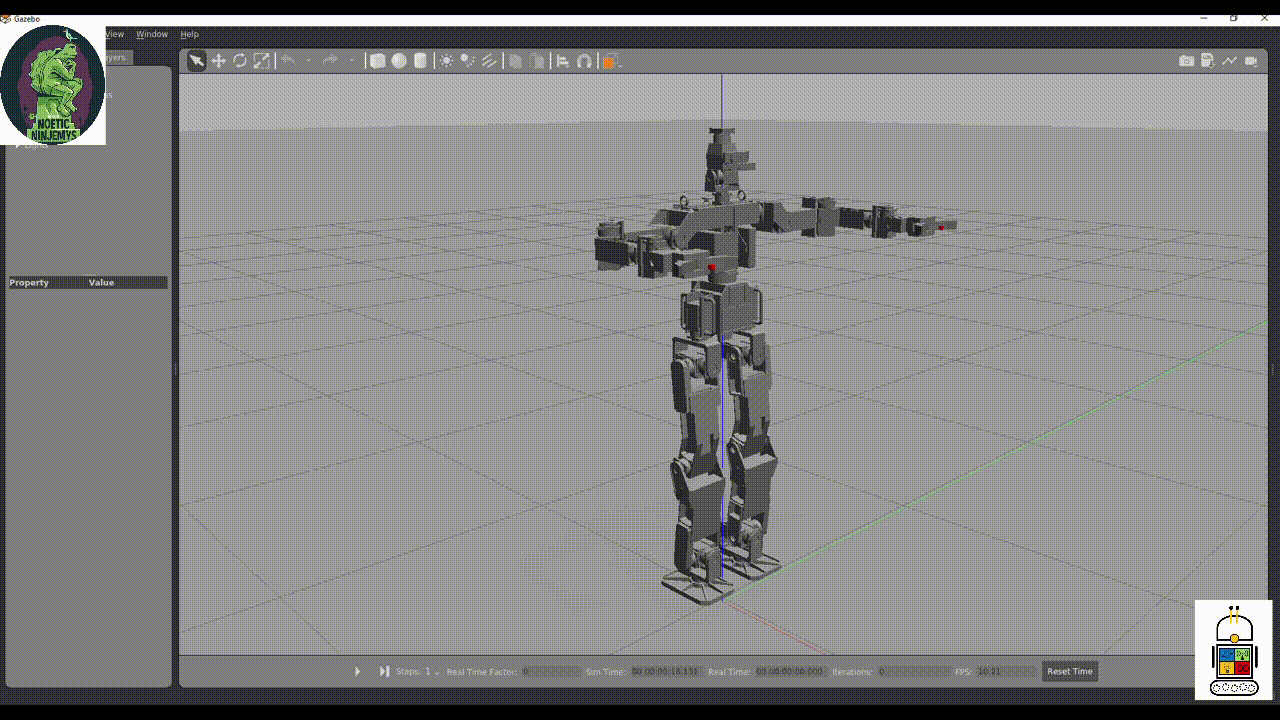 Gazebo
View Window Help
NOETIC
NINJEMYS
Property Value
Steps: 1 Real Time Factor: 0 Sim Time: 00 00:00:18.131 Real Time: 00 00:00:00.000 Iterations: 0 FPS: 10.21 Reset Time